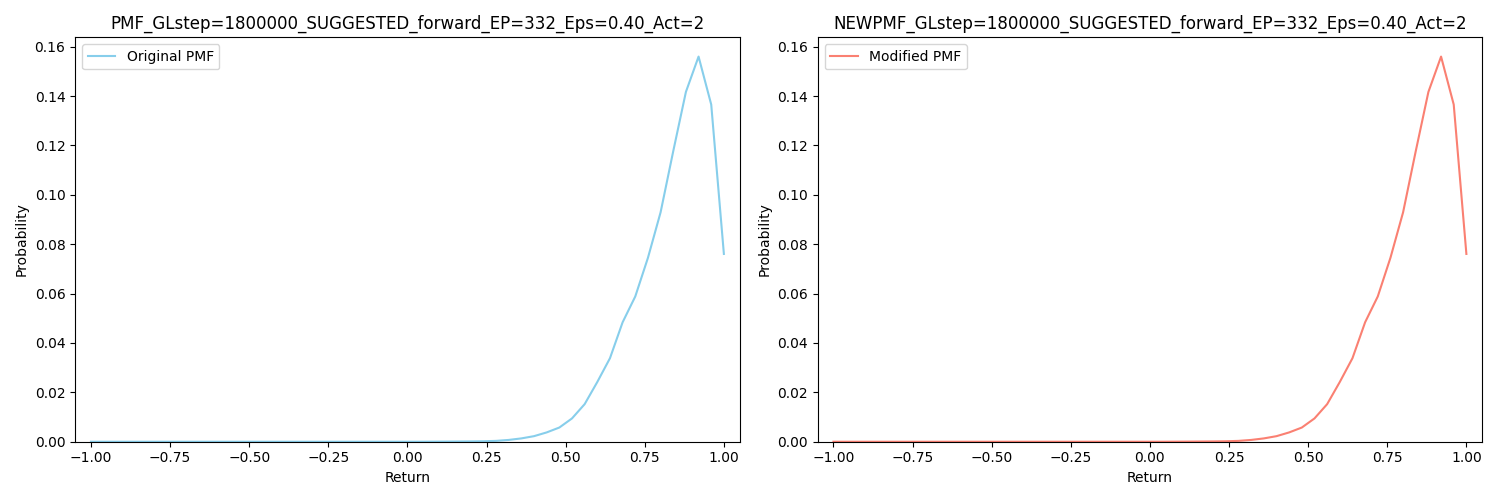 PMF_GLstep=1800000_SUGGESTED_forward_EP=332_Eps=0.40_Act=2
Original PMF
0.16
0.14
0.12
0.10
0.08
0.06
0.04
0.02
0.00
Probability
−1.00 −0.75 −0.50 −0.25 0.00 0.25 0.50 0.75 1.00
Return
NEWPMF_GLstep=1800000_SUGGESTED_forward_EP=332_Eps=0.40_Act=2
Modified PMF
0.16
0.14
0.12
0.10
0.08
0.06
0.04
0.02
0.00
Probability
−1.00 −0.75 −0.50 −0.25 0.00 0.25 0.50 0.75 1.00
Return